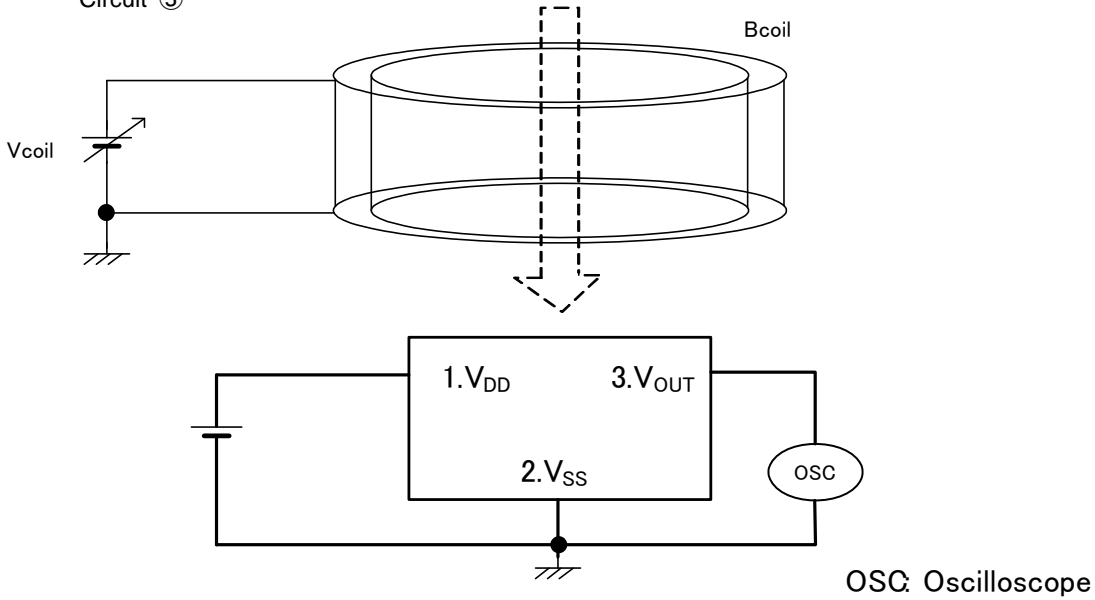 Circuit ③
Bcoil
Vcoil
1.VDD
3.VOUT
2.VSS
OSC
OSC: Oscilloscope